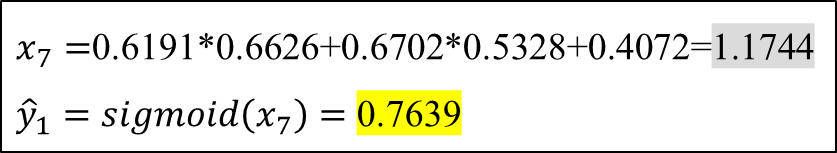 x₇ =0.6191*0.6626+0.6702*0.5328+0.4072=1.1744
ŷ₁ = sigmoid(x₇) = 0.7639